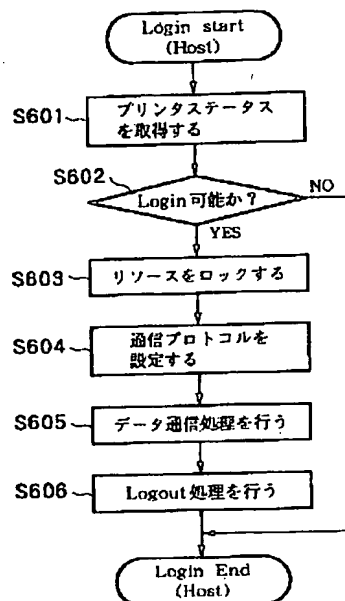 Login start
(Host)
S601
プリンタステータス
を取得する
S602
Login可能か?
NO
YES
S603
リソースをロックする
S604
通信プロトコルを
設定する
S605
データ通信処理を行う
S606
Logout処理を行う
Login End
(Host)